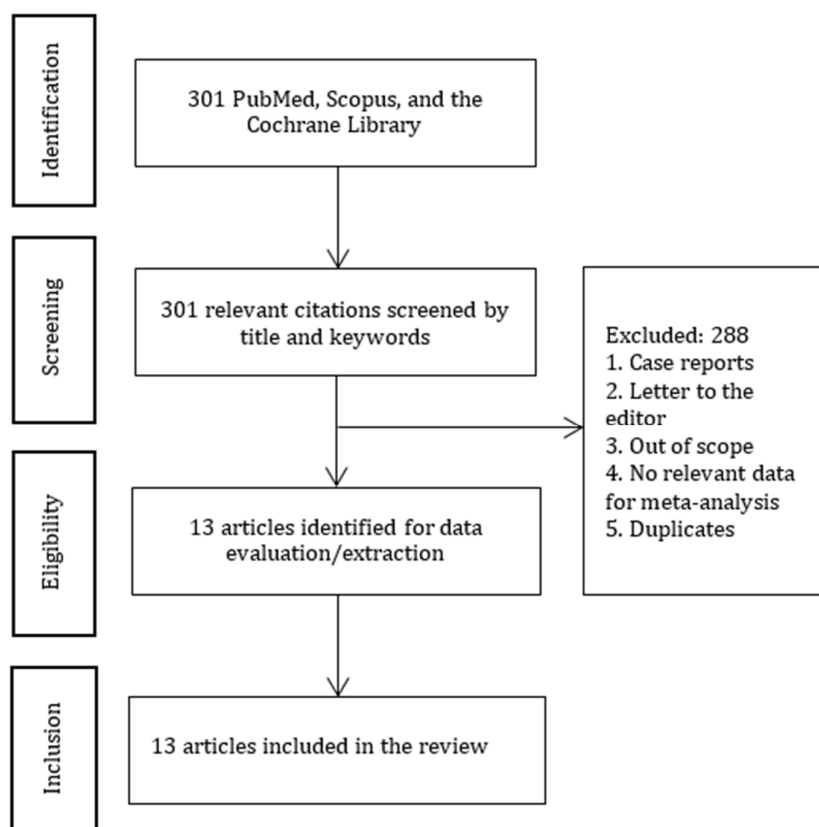 Identification
301 PubMed, Scopus, and the
Cochrane Library
Screening
301 relevant citations screened by
title and keywords
Excluded: 288
1. Case reports
2. Letter to the
editor
3. Out of scope
4. No relevant data
for meta-analysis
5. Duplicates
Eligibility
13 articles identified for data
evaluation/extraction
Inclusion
13 articles included in the review